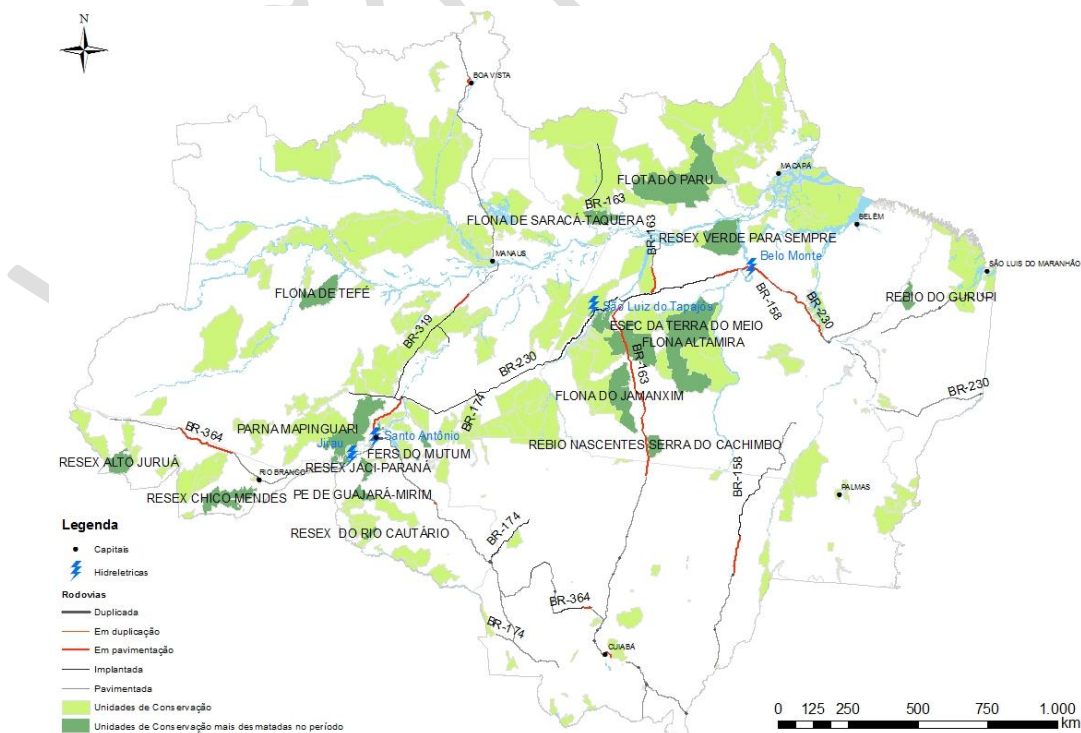 N
BOA VISTA
MACAPÁ
FLOTA DO PARU
BR-163
FLONA DE SARACÁ-TAQUERA
BR-163
BELÉM
RESEX VERDE PARA SEMPRE
Belo Monte
MANAUS
SÃO LUIS DO MARANHÃO
FLONA DE TEFÉ
REBIO DO GURUPI
São Luiz do Tapajós
BR-158
BR-230
ESEC DA TERRA DO MEIO
BR-319
FLONA ALTAMIRA
BR-230
BR-163
BR-230
BR-174
FLONA DO JAMANXIM
BR-364
PARNA MAPINGUARI
Santo Antônio
Jirau
REBIO NASCENTES SERRA DO CACHIMBO
FERS DO MUTUM
RESEX ALTO JURUÁ
RESEX JACI-PARANÁ
RIO BRANCO
BR-158
RESEX CHICO MENDES
PE DE GUAJARÁ-MIRIM
PALMAS
RESEX DO RIO CAUTÁRIO
BR-174
BR-364
BR-174
CUIABÁ
Legenda
Capitais
Hidreletricas
Rodovias
Duplicada
Em duplicação
Em pavimentação
Implantada
Pavimentada
Unidades de Conservação
Unidades de Conservação mais desmatadas no período
0 125 250 500 750 1.000
km